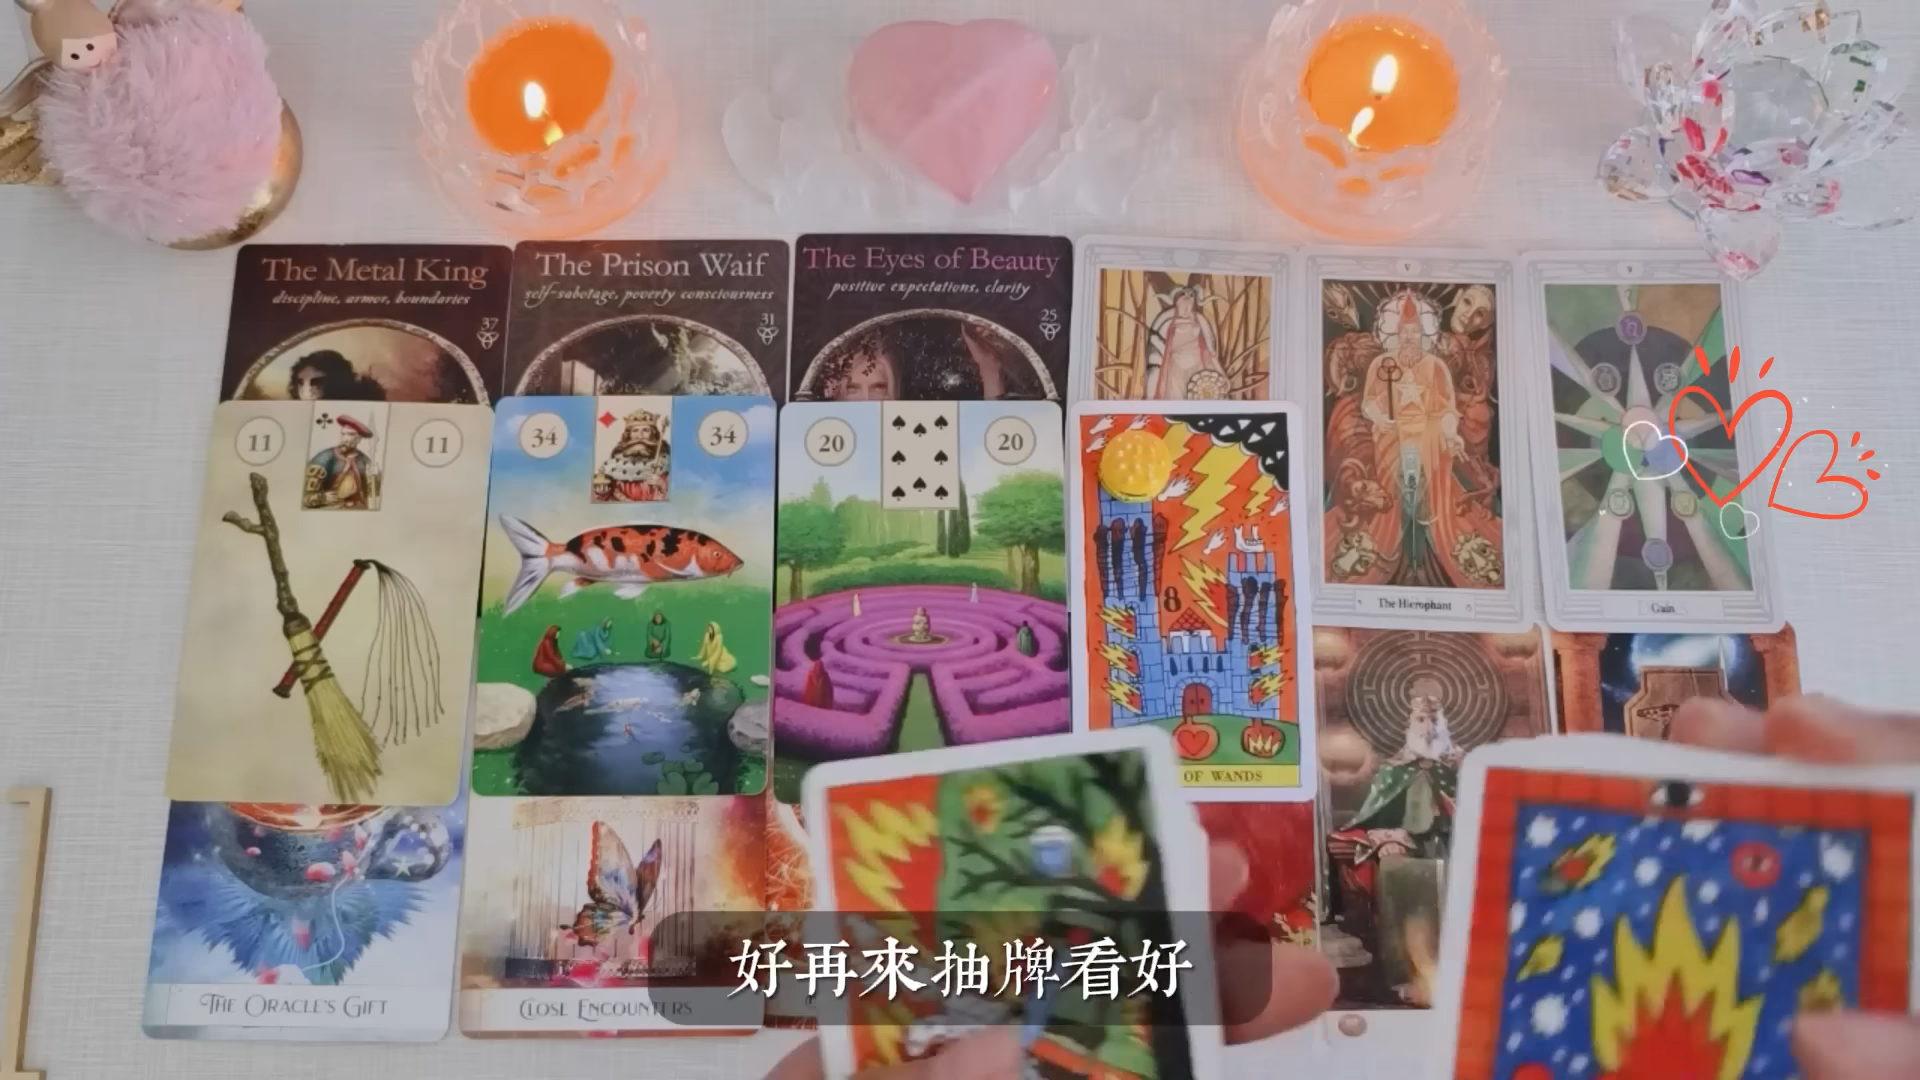 The Metal King
discipline, armor, boundaries
37
The Prison Waif
self-sabotage, poverty consciousness
31
The Eyes of Beauty
positive expectations, clarity
25
V
The Hierophant
Gain
11
11
34
34
20
20
8
OF WANDS
THE ORACLE'S GIFT
CLOSE ENCOUNTERS
好再來抽牌看好